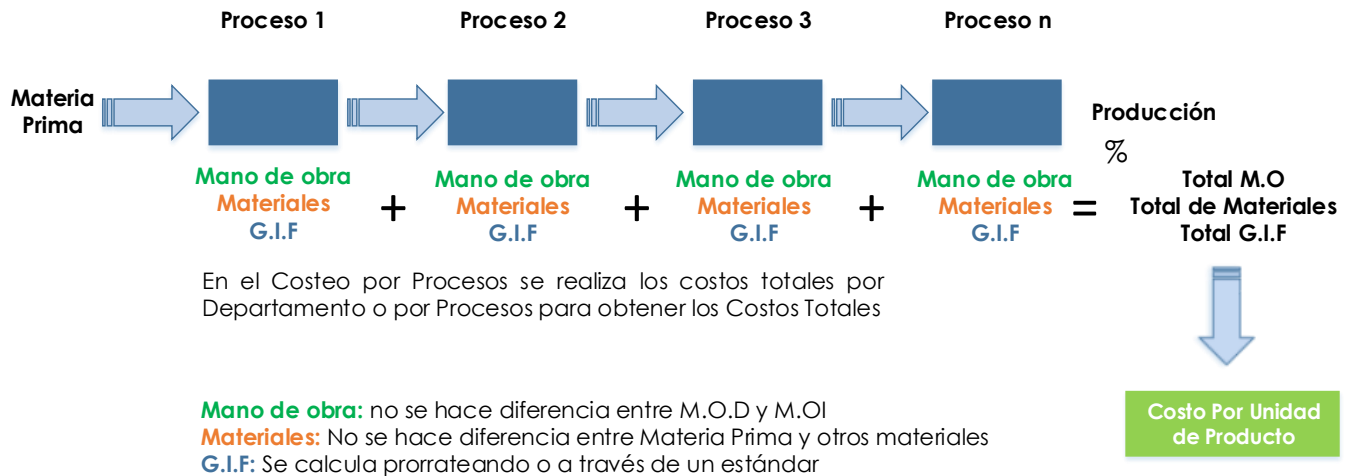 Proceso 1
Proceso 2
Proceso 3
Proceso n
Materia
Prima
Producción
%
Mano de obra
Materiales
G.I.F
+
Mano de obra
Materiales
G.I.F
+
Mano de obra
Materiales
G.I.F
+
Mano de obra
Materiales
G.I.F
=
Total M.O
Total de Materiales
Total G.I.F
En el Costeo por Procesos se realiza los costos totales por
Departamento o por Procesos para obtener los Costos Totales
Mano de obra: no se hace diferencia entre M.O.D y M.OI
Materiales: No se hace diferencia entre Materia Prima y otros materiales
G.I.F: Se calcula prorrateando o a través de un estándar
Costo Por Unidad
de Producto